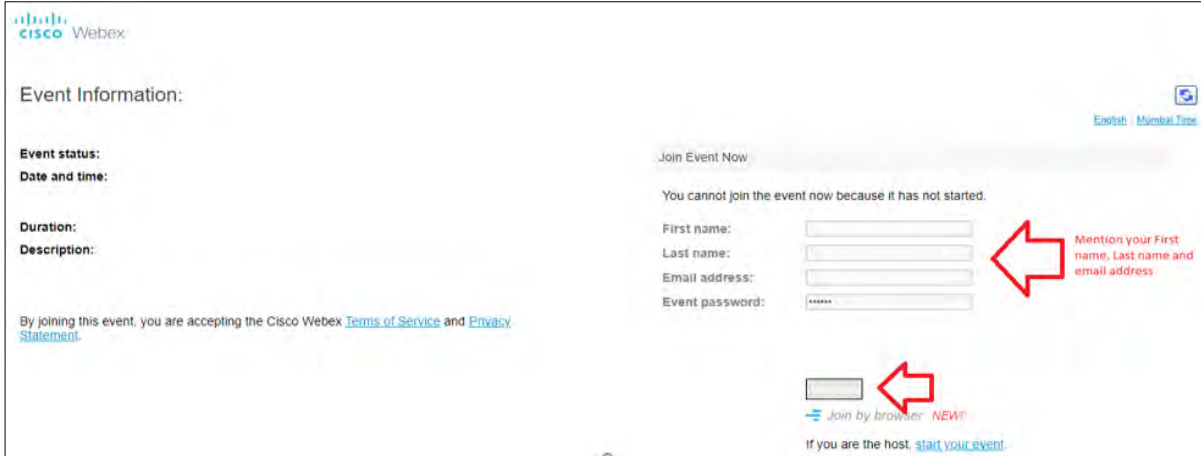 CISCO Webex
Event Information:
English | Mumbai Time
Event status:
Date and time:
Duration:
Description:
By joining this event, you are accepting the Cisco Webex Terms of Service and Privacy
Statement.
Join Event Now
You cannot join the event now because it has not started.
First name:
Last name:
Email address:
Event password:
Mention your First
name, Last name and
email address
Join by browser NEW!
If you are the host, start your event.